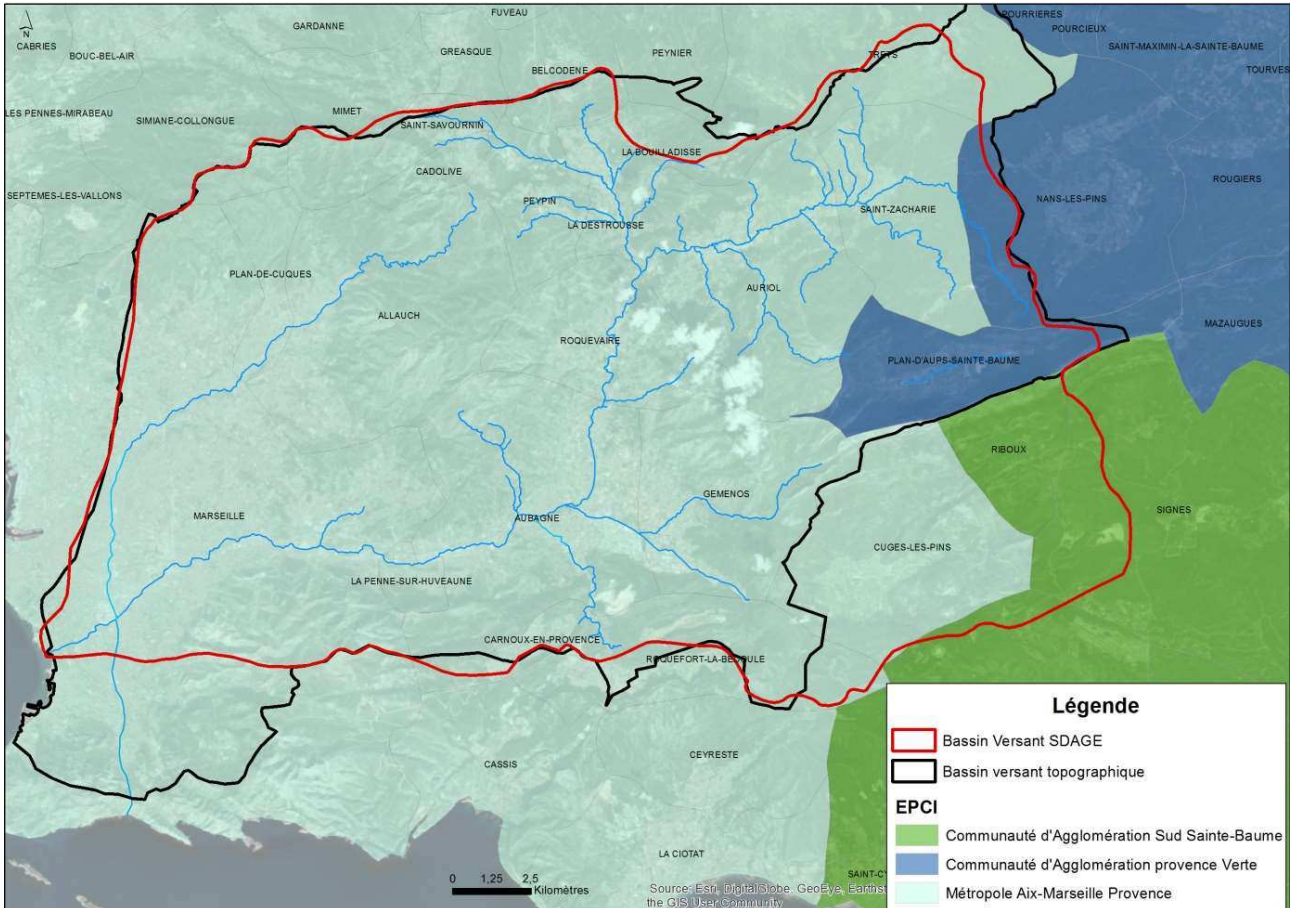 N
FUVEAU
POURRIERES
GARDANNE
POURCIEUX
CABRIES
BOUC-BEL-AIR
GREASQUE
PEYNIER
TRETS
SAINT-MAXIMIN-LA-SAINTE-BAUME
BELCODENE
TOURVES
LES PENNES-MIRABEAU
SIMIANE-COLLONGUE
MIMET
SAINT-SAVOURNIN
LA BOUILLADISSE
CADOLIVE
SEPTEMES-LES-VALLONS
PEYPIN
NANS-LES-PINS
ROUGIERS
SAINT-ZACHARIE
LA DESTROUSSE
PLAN-DE-CUQUES
AURIOL
ALLAUCH
MAZAUGUES
ROQUEVAIRE
PLAN-D'AUPS-SAINTE-BAUME
RIBOUX
GEMENOS
SIGNES
MARSEILLE
AUBAGNE
CUGES-LES-PINS
LA PENNE-SUR-HUVEAUNE
CARNOUX-EN-PROVENCE
ROQUEFORT-LA-BEDOULE
CEYRESTE
CASSIS
LA CIOTAT
SAINT-CY
0 1,25 2,5
Kilomètres
Source: Esri, DigitalGlobe, GeoEye, Earthst
the GIS User Community
Légende
Bassin Versant SDAGE
Bassin versant topographique
EPCI
Communauté d'Agglomération Sud Sainte-Baume
Communauté d'Agglomération provence Verte
Métropole Aix-Marseille Provence